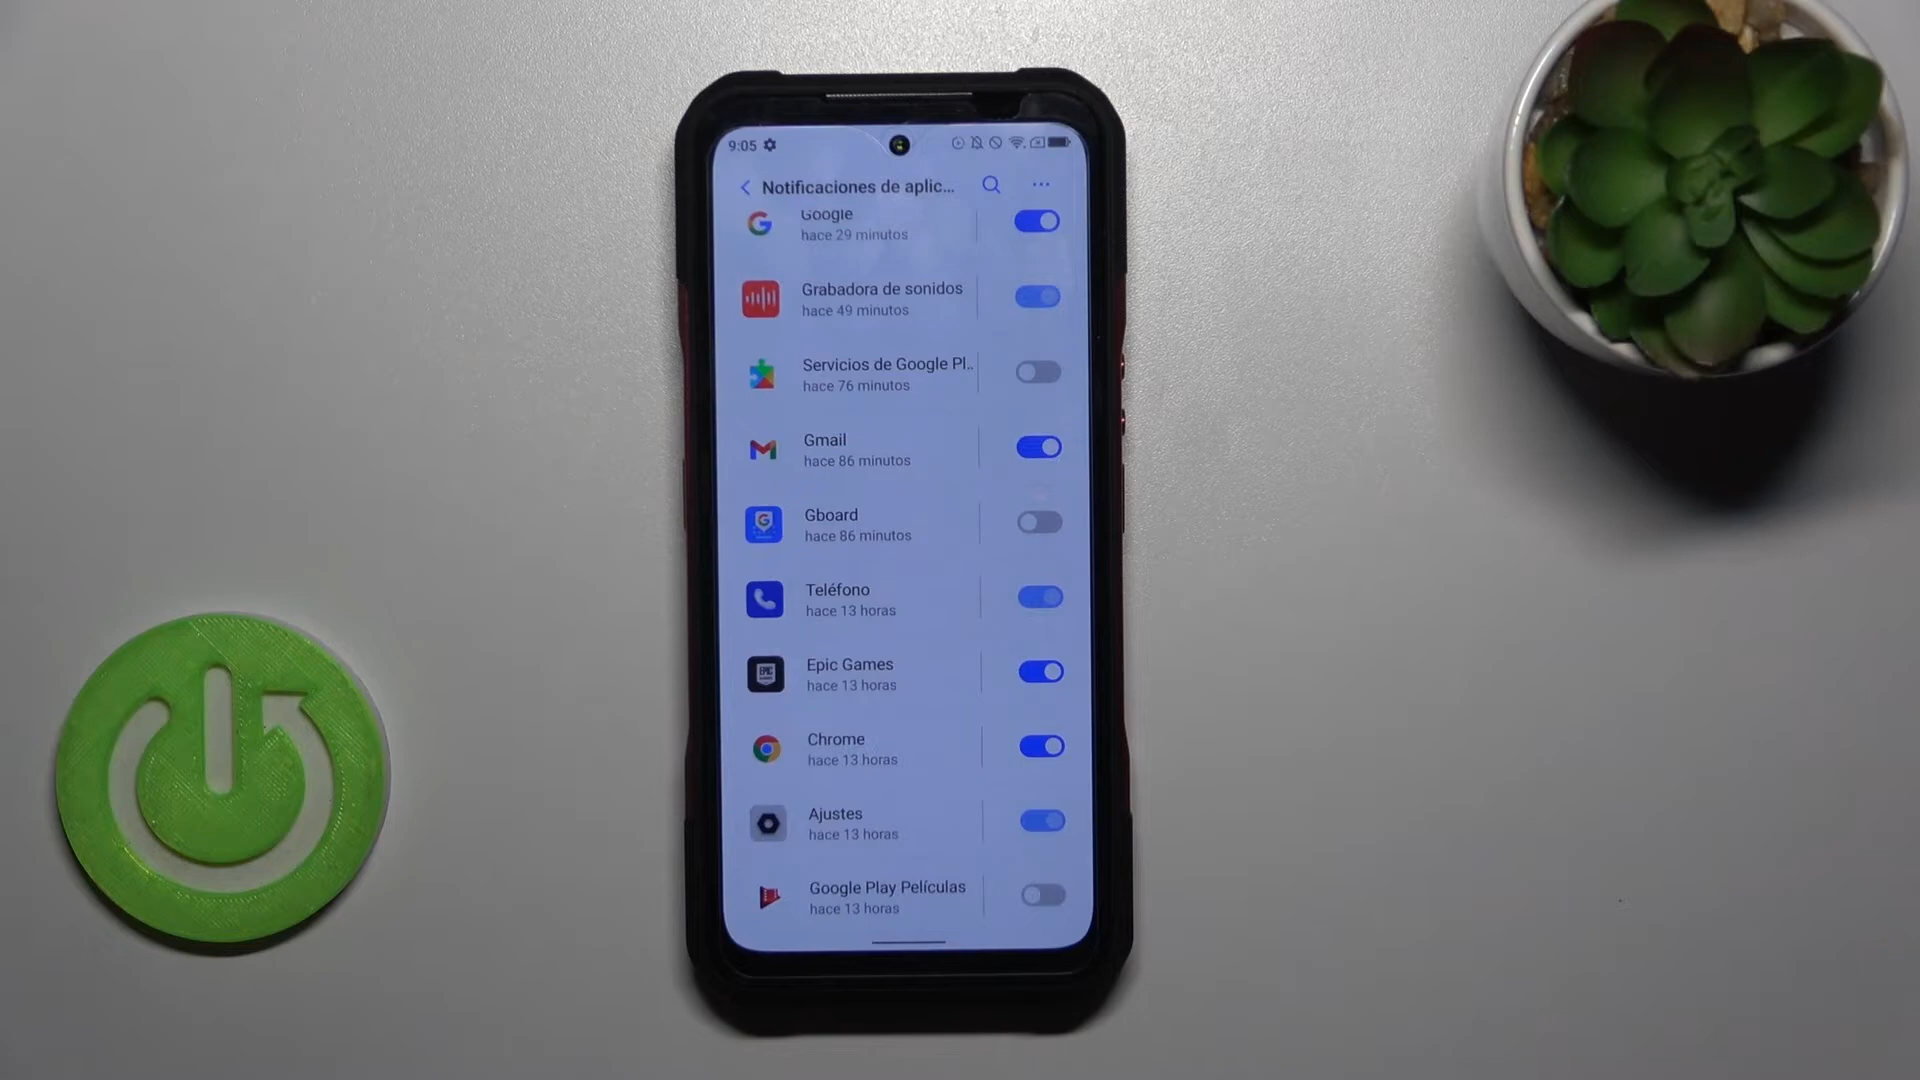 9:05
Notificaciones de aplic...
Google
hace 29 minutos
Grabadora de sonidos
hace 49 minutos
Servicios de Google Pl..
hace 76 minutos
Gmail
hace 86 minutos
Gboard
hace 86 minutos
Teléfono
hace 13 horas
EPIC
Epic Games
hace 13 horas
Chrome
hace 13 horas
Ajustes
hace 13 horas
Google Play Películas
hace 13 horas